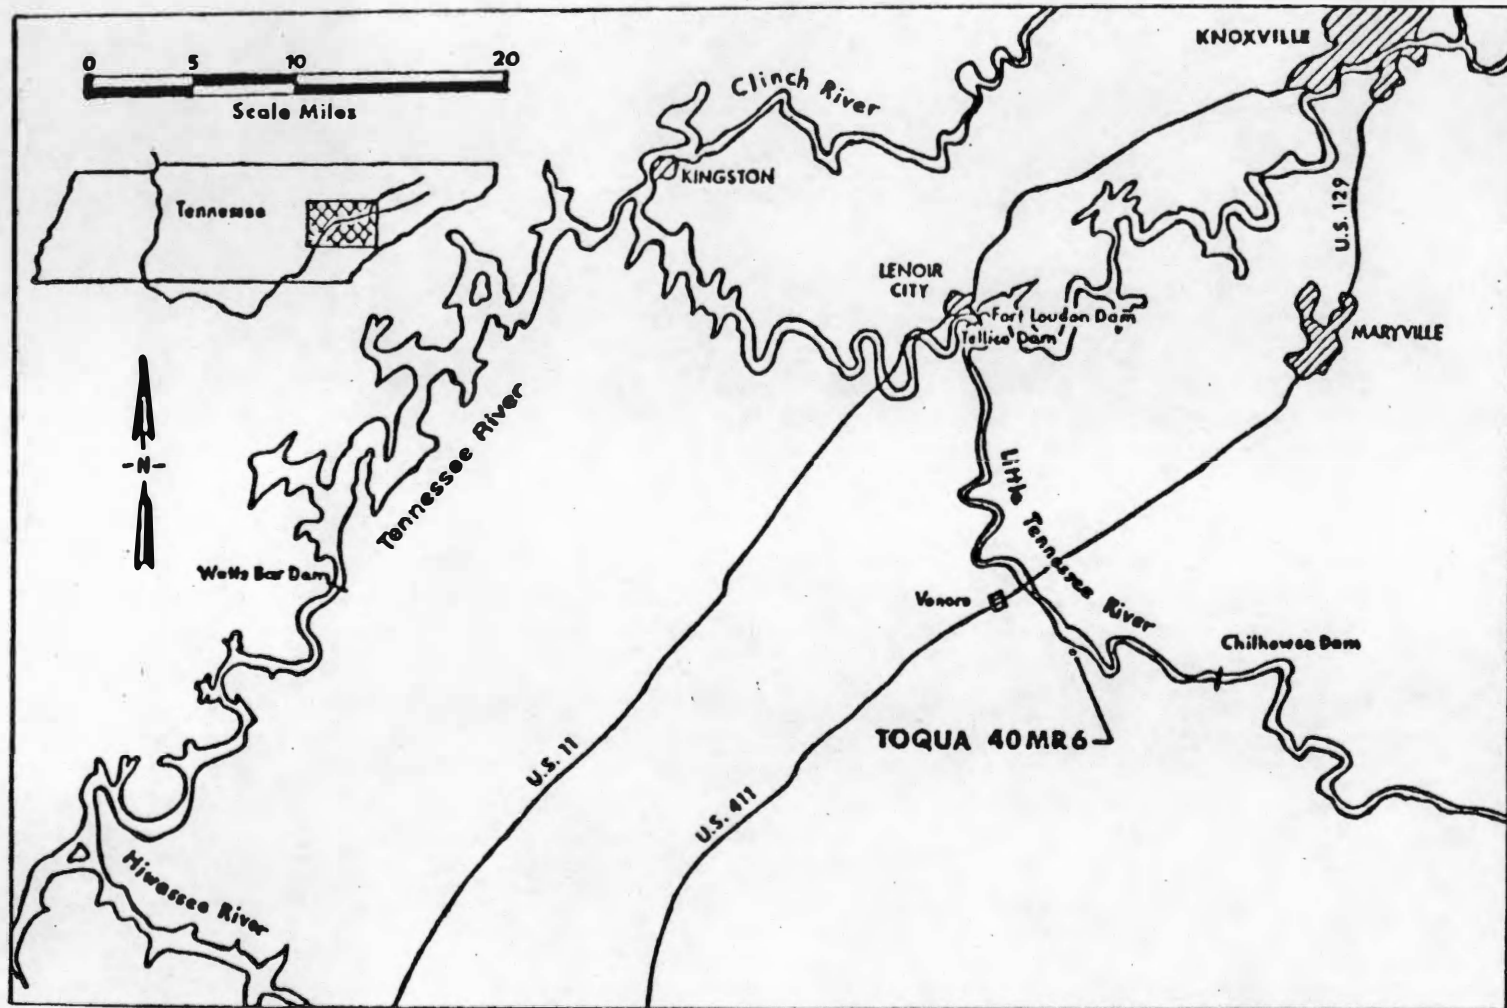 KNOXVILLE
0 5 10 20
Scale Miles
Clinch River
KINGSTON
Tennessee
U.S. 129
LENOIR
CITY
Fort Loudon Dam
Tellico Dam
MARYVILLE
-N-
Tennessee River
Little Tennessee River
Watts Bar Dam
Vonore
Chilhowee Dam
TOQUA 40MR6
U.S. 11
U.S. 411
Hiwassee River